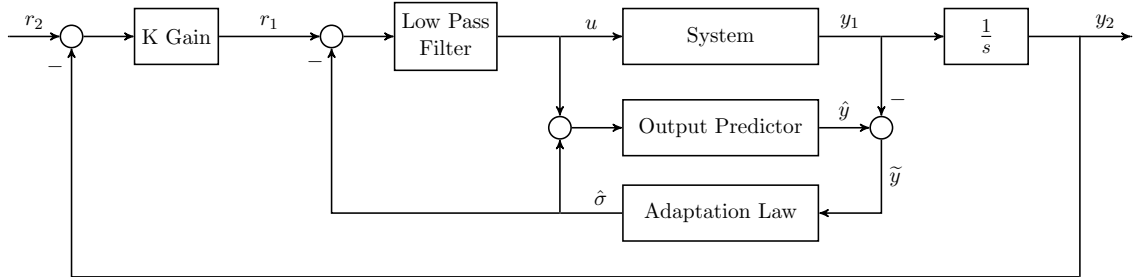 r₂
K Gain
r₁
Low Pass
Filter
u
System
y₁
1
s
y₂
−
−
Output Predictor
ŷ
−
ỹ
σ̂
Adaptation Law